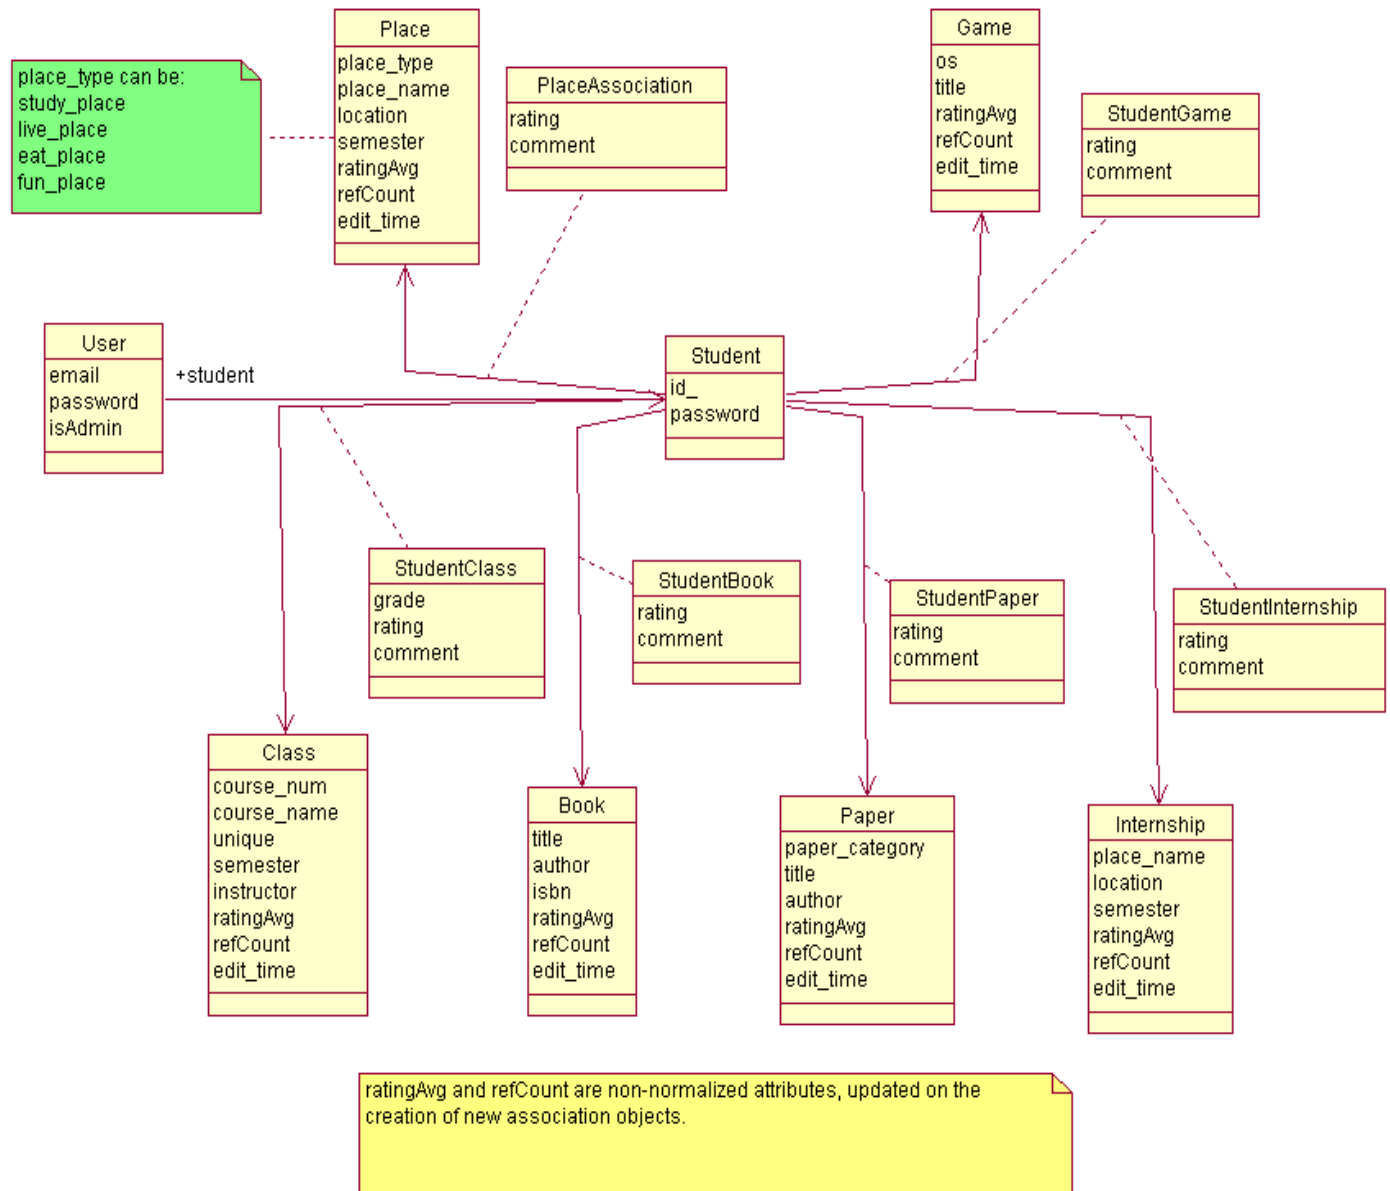 place_type can be:
study_place
live_place
eat_place
fun_place
Place
place_type
place_name
location
semester
ratingAvg
refCount
edit_time
PlaceAssociation
rating
comment
Game
os
title
ratingAvg
refCount
edit_time
StudentGame
rating
comment
User
email
password
isAdmin
+student
Student
id_
password
StudentClass
grade
rating
comment
StudentBook
rating
comment
StudentPaper
rating
comment
StudentInternship
rating
comment
Class
course_num
course_name
unique
semester
instructor
ratingAvg
refCount
edit_time
Book
title
author
isbn
ratingAvg
refCount
edit_time
Paper
paper_category
title
author
ratingAvg
refCount
edit_time
Internship
place_name
location
semester
ratingAvg
refCount
edit_time
ratingAvg and refCount are non-normalized attributes, updated on the
creation of new association objects.